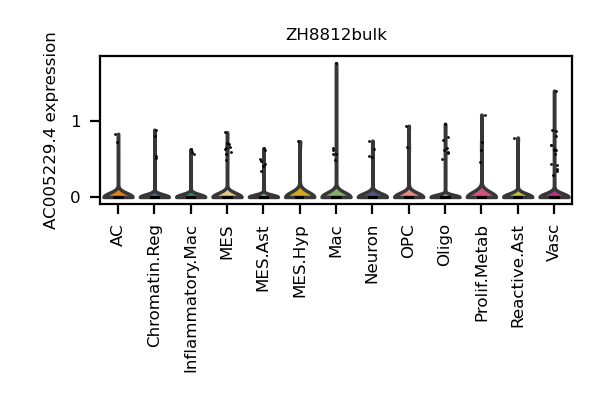 ZH8812bulk
AC005229.4 expression
1
0
AC
Chromatin.Reg
Inflammatory.Mac
MES
MES.Ast
MES.Hyp
Mac
Neuron
OPC
Oligo
Prolif.Metab
Reactive.Ast
Vasc